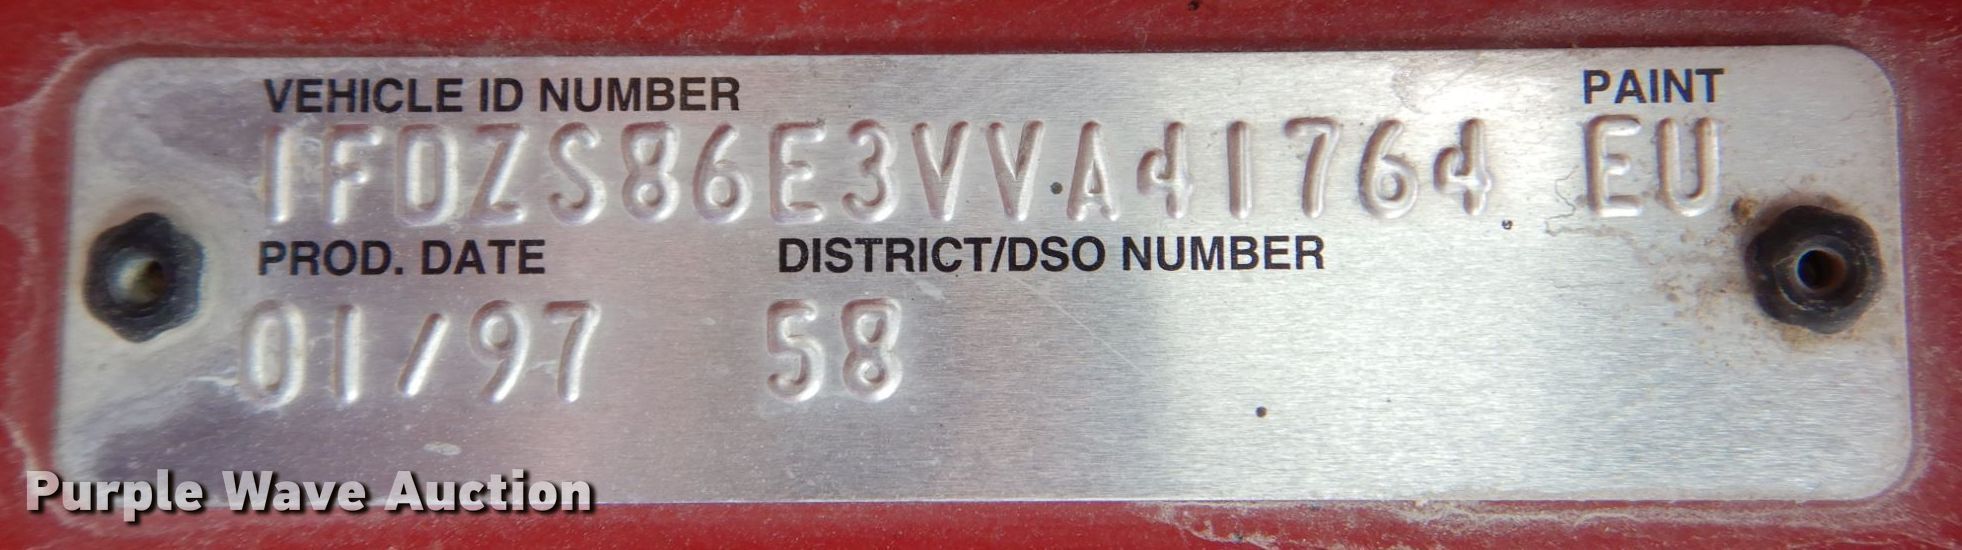 VEHICLE ID NUMBER PAINT
1FDZS86E3VVA41764 EU
PROD. DATE DISTRICT/DSO NUMBER
01/97 58
Purple Wave Auction